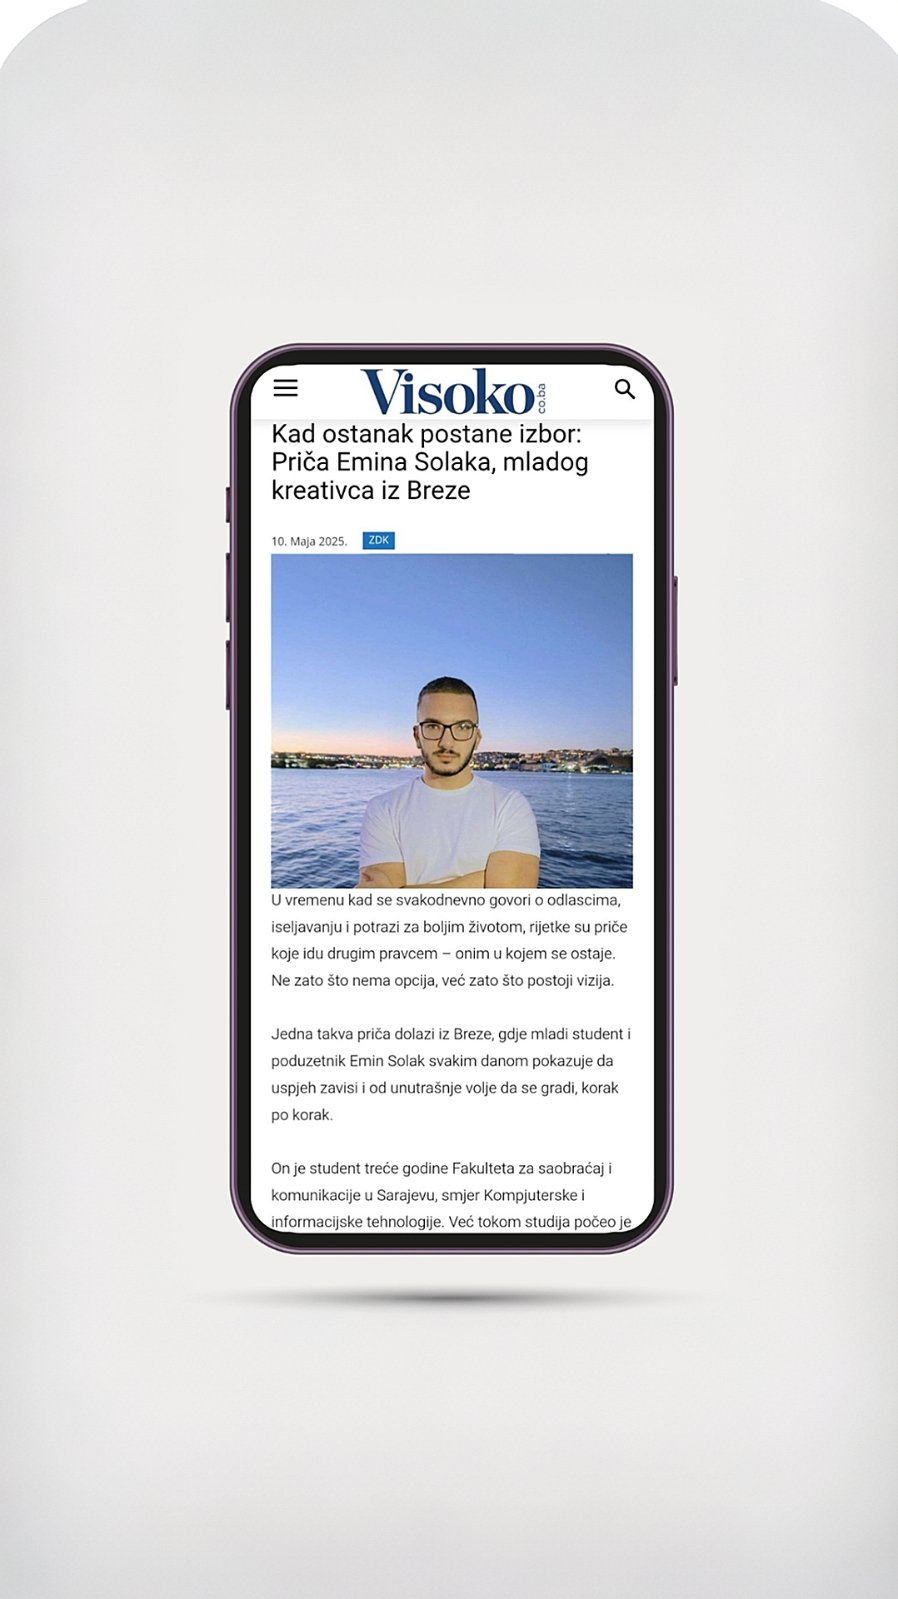 Visoko
co.ba
Kad ostanak postane izbor:
Priča Emina Solaka, mladog
kreativca iz Breze
10. Maja 2025.
ZDK
U vremenu kad se svakodnevno govori o odlascima,
iseljavanju i potrazi za boljim životom, rijetke su priče
koje idu drugim pravcem – onim u kojem se ostaje.
Ne zato što nema opcija, već zato što postoji vizija.
Jedna takva priča dolazi iz Breze, gdje mladi student i
poduzetnik Emin Solak svakim danom pokazuje da
uspjeh zavisi i od unutrašnje volje da se gradi, korak
po korak.
On je student treće godine Fakulteta za saobraćaj i
komunikacije u Sarajevu, smjer Kompjuterske i
informacijske tehnologije. Već tokom studija počeo je